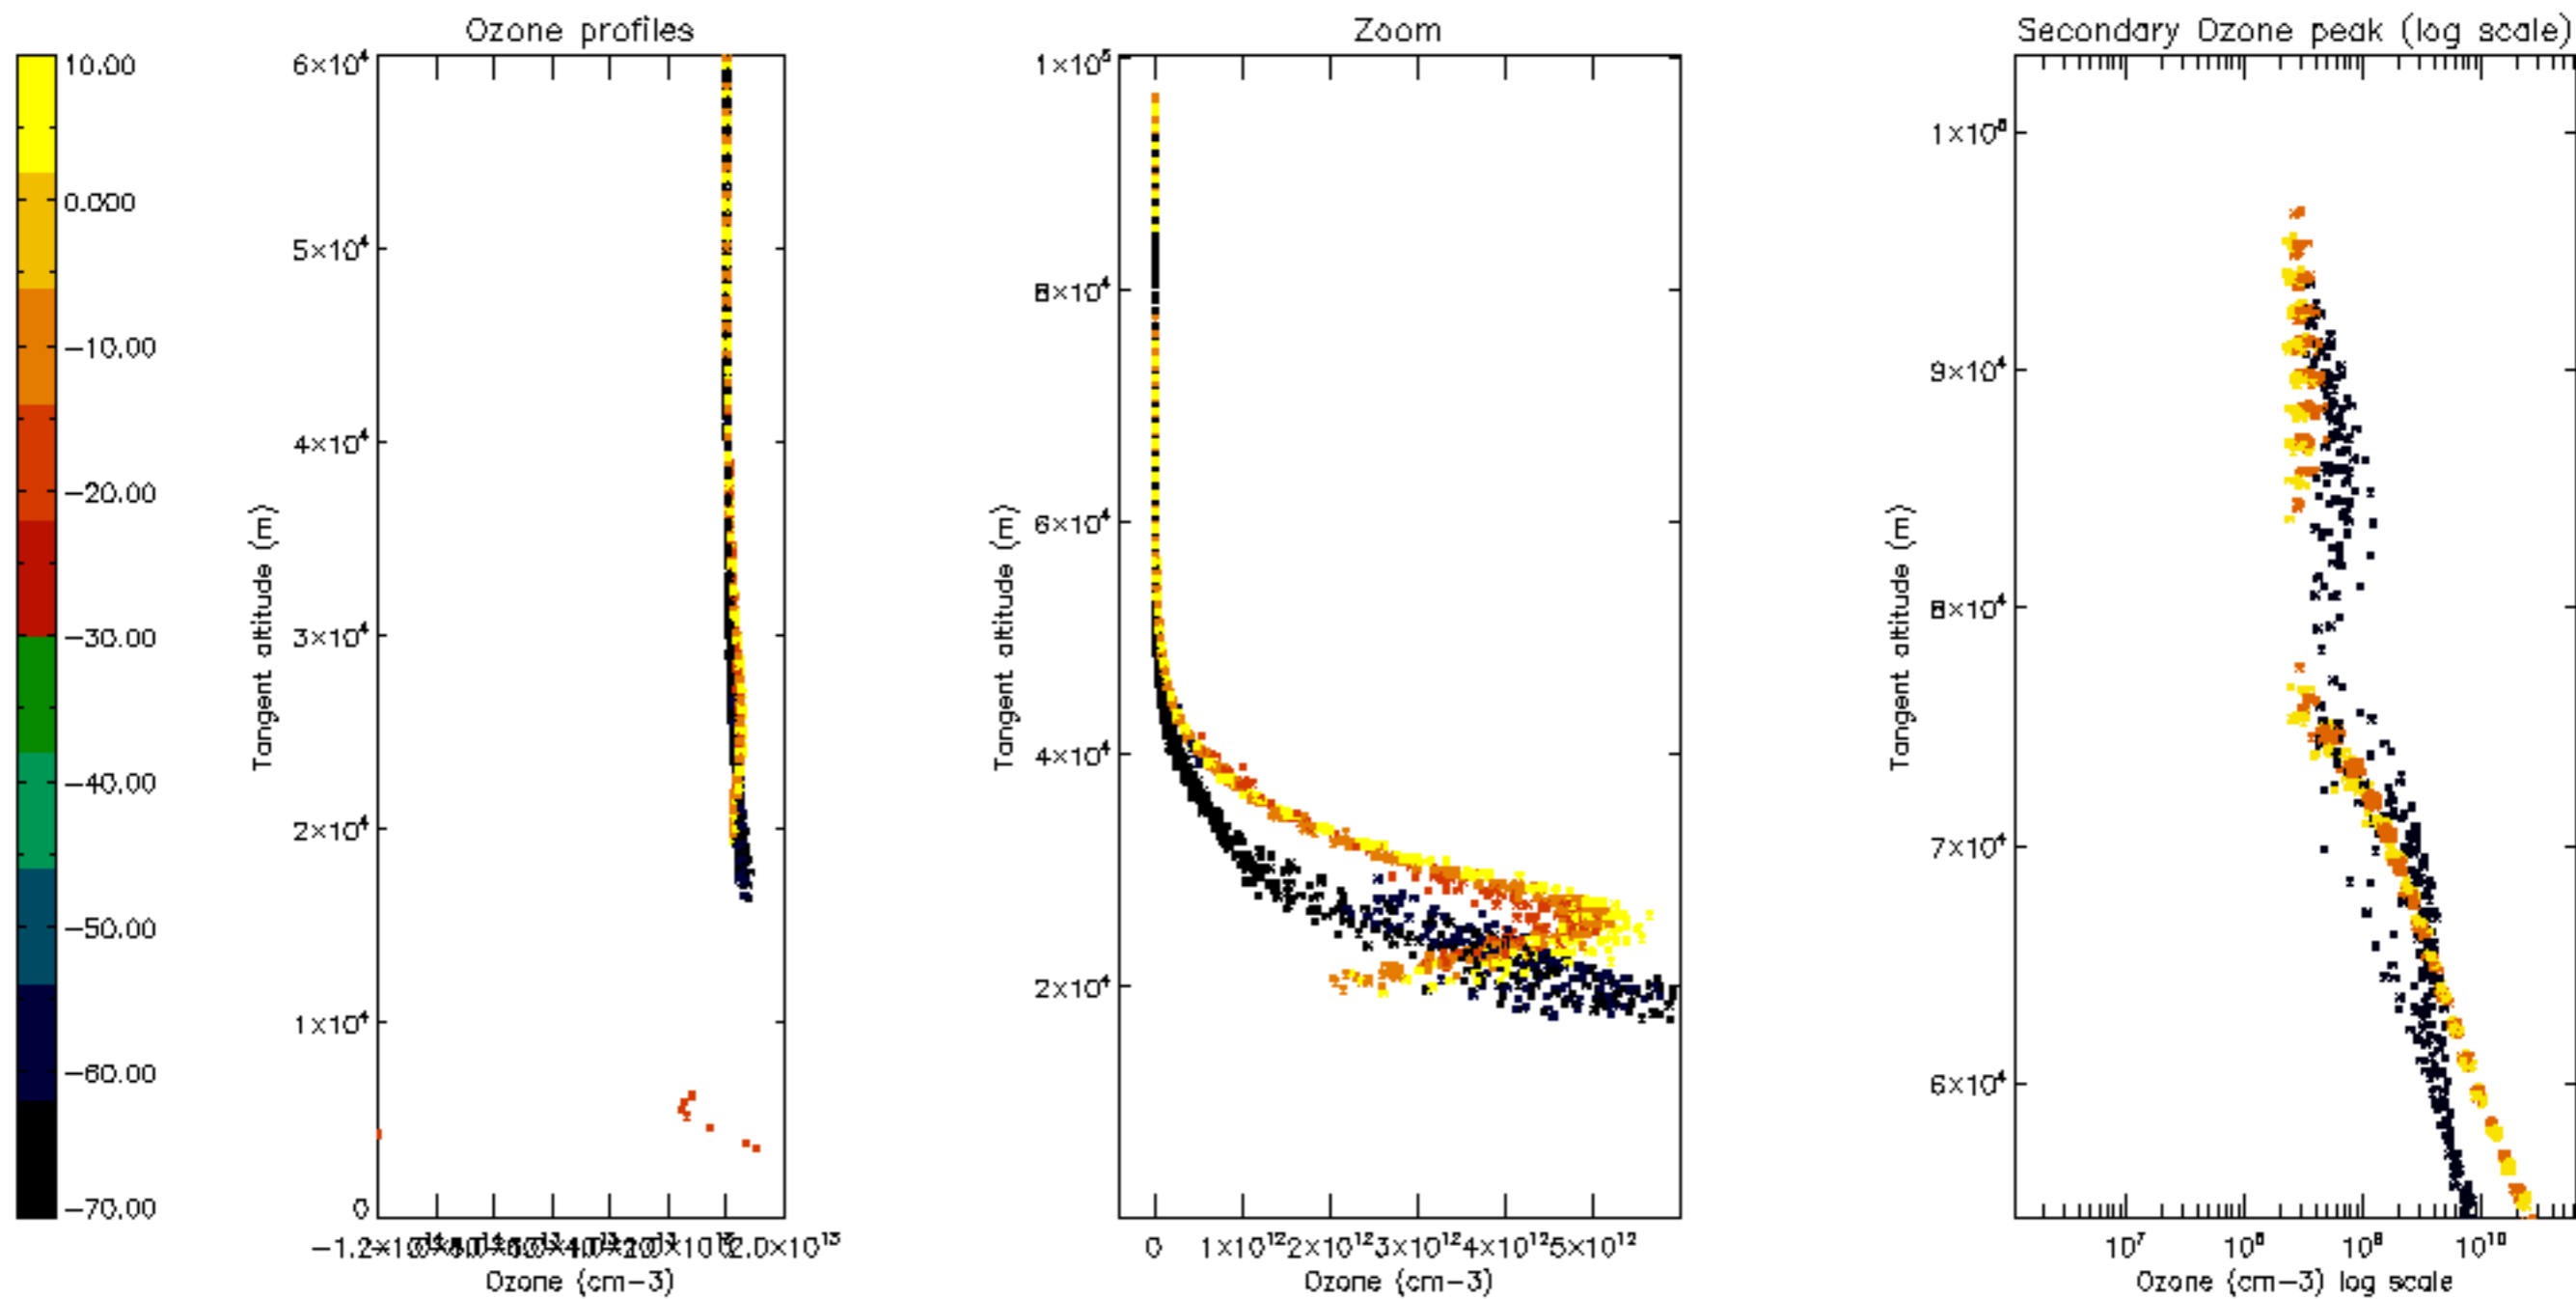 Ozone profiles
Zoom
Secondary Ozone peak (log scale)
10.00
0.000
−10.00
−20.00
−30.00
−40.00
−50.00
−60.00
−70.00
6×10⁴
5×10⁴
4×10⁴
3×10⁴
2×10⁴
1×10⁴
0
Tangent altitude (m)
2.0×10¹³
Ozone (cm−3)
1×10⁵
8×10⁴
6×10⁴
4×10⁴
2×10⁴
Tangent altitude (m)
0 1×10¹² 2×10¹² 3×10¹² 4×10¹² 5×10¹²
Ozone (cm−3)
9×10⁴
8×10⁴
7×10⁴
6×10⁴
Tangent altitude (m)
10⁷ 10⁸ 10⁹ 10¹⁰
Ozone (cm−3) log scale